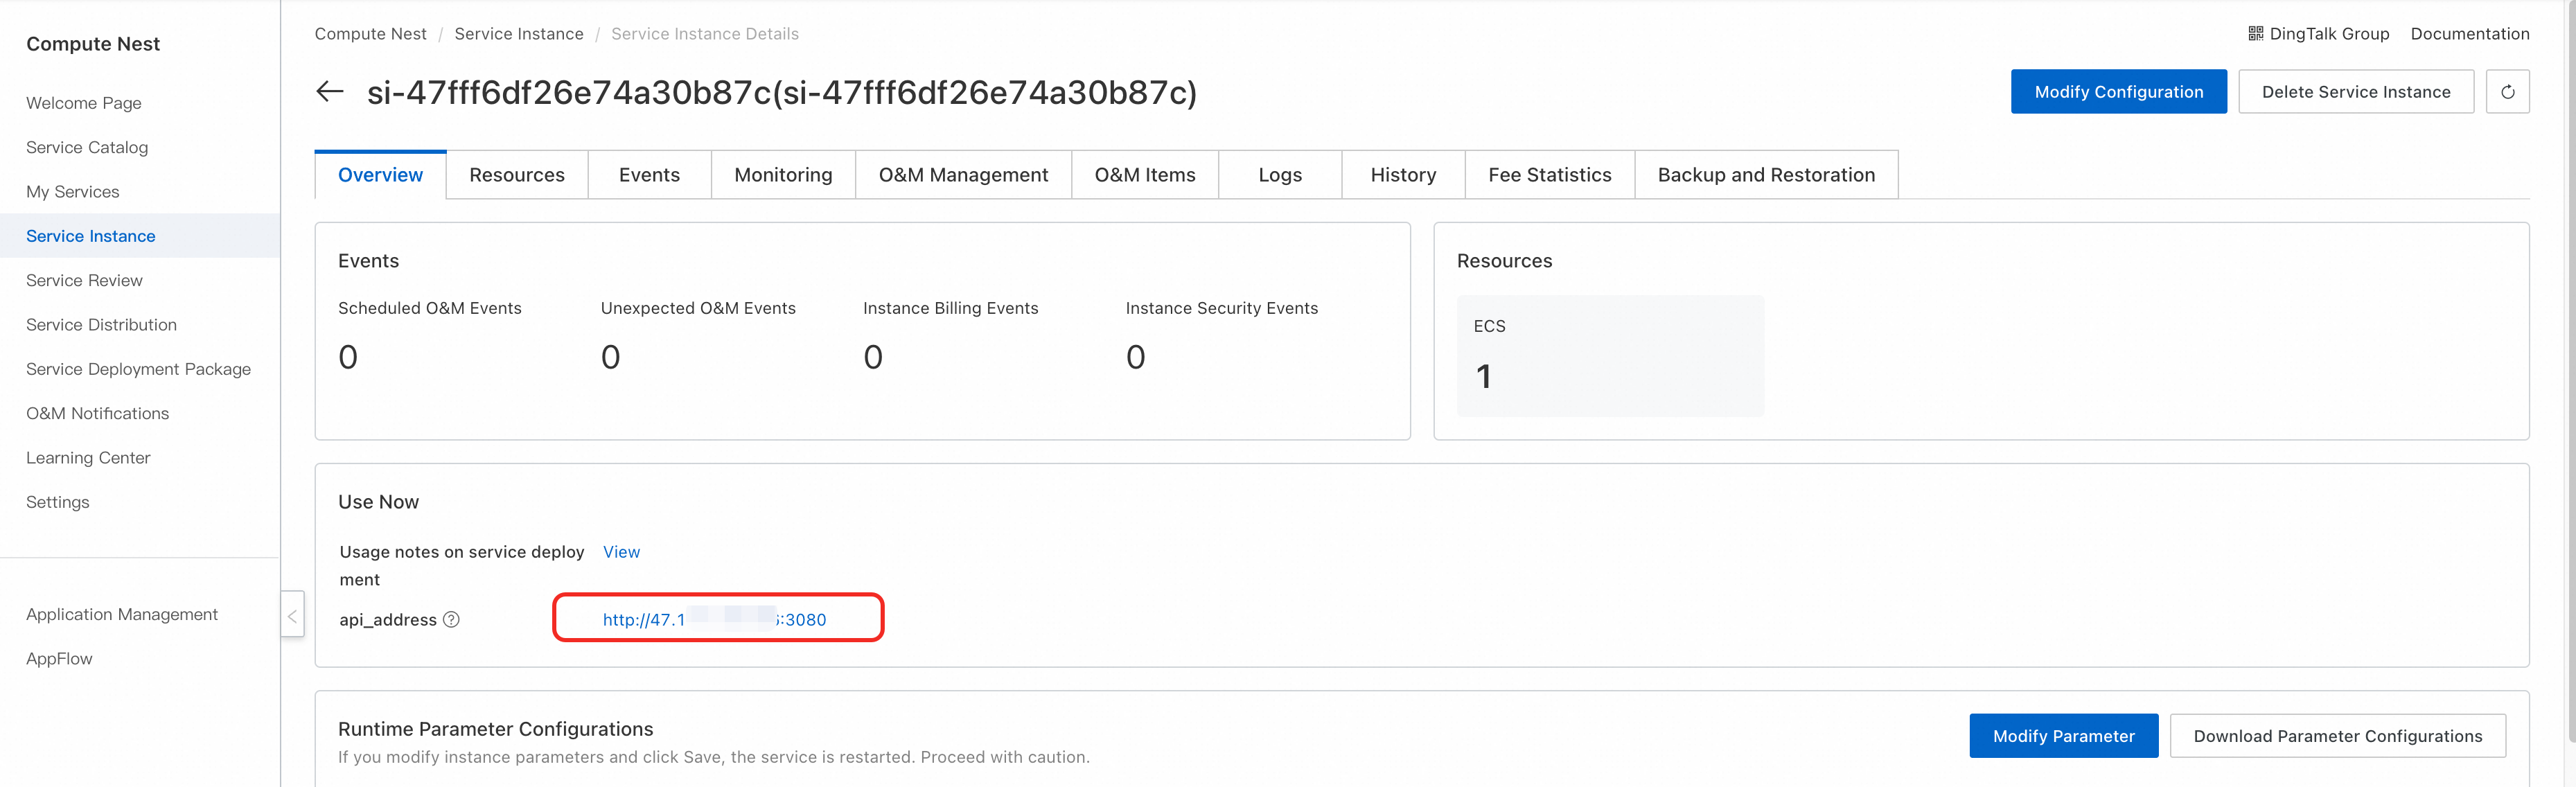 Compute Nest
Welcome Page
Service Catalog
My Services
Service Instance
Service Review
Service Distribution
Service Deployment Package
O&M Notifications
Learning Center
Settings
Application Management
AppFlow
Compute Nest / Service Instance / Service Instance Details
DingTalk Group Documentation
si-47fff6df26e74a30b87c(si-47fff6df26e74a30b87c)
Modify Configuration Delete Service Instance
Overview Resources Events Monitoring O&M Management O&M Items Logs History Fee Statistics Backup and Restoration
Events
Scheduled O&M Events Unexpected O&M Events Instance Billing Events Instance Security Events
0 0 0 0
Resources
ECS
1
Use Now
Usage notes on service deploy View
ment
api_address http://47.1 :3080
Runtime Parameter Configurations
If you modify instance parameters and click Save, the service is restarted. Proceed with caution.
Modify Parameter Download Parameter Configurations